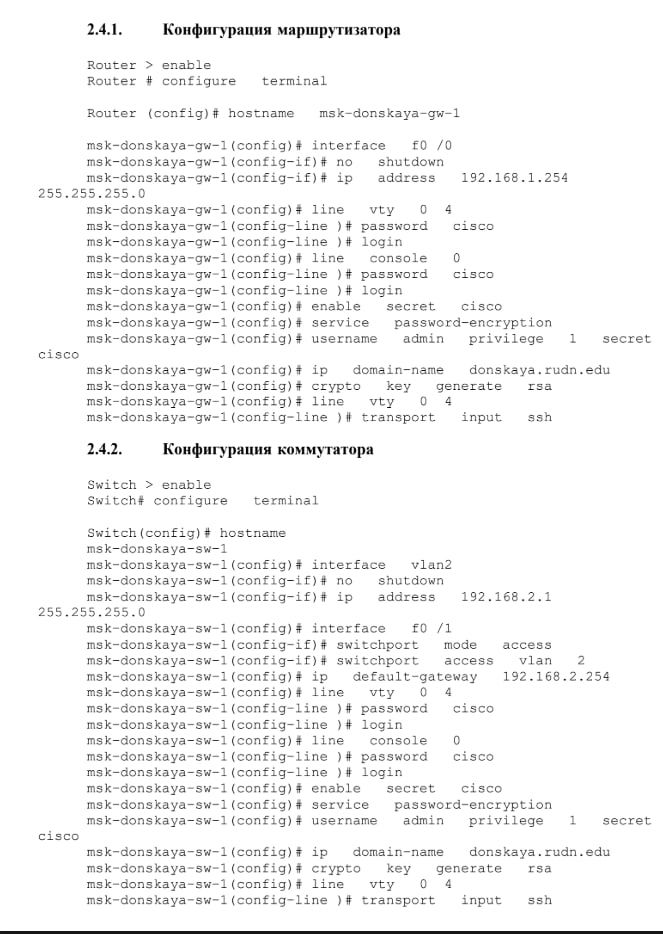 2.4.1. Конфигурация маршрутизатора
Router > enable
Router # configure terminal
Router (config)# hostname msk-donskaya-gw-1
msk-donskaya-gw-1(config)# interface f0 /0
msk-donskaya-gw-1(config-if)# no shutdown
msk-donskaya-gw-1(config-if)# ip address 192.168.1.254
255.255.255.0
msk-donskaya-gw-1(config)# line vty 0 4
msk-donskaya-gw-1(config-line )# password cisco
msk-donskaya-gw-1(config-line )# login
msk-donskaya-gw-1(config)# line console 0
msk-donskaya-gw-1(config-line )# password cisco
msk-donskaya-gw-1(config-line )# login
msk-donskaya-gw-1(config)# enable secret cisco
msk-donskaya-gw-1(config)# service password-encryption
msk-donskaya-gw-1(config)# username admin privilege 1 secret
cisco
msk-donskaya-gw-1(config)# ip domain-name donskaya.rudn.edu
msk-donskaya-gw-1(config)# crypto key generate rsa
msk-donskaya-gw-1(config)# line vty 0 4
msk-donskaya-gw-1(config-line )# transport input ssh
2.4.2. Конфигурация коммутатора
Switch > enable
Switch# configure terminal
Switch(config)# hostname
msk-donskaya-sw-1
msk-donskaya-sw-1(config)# interface vlan2
msk-donskaya-sw-1(config-if)# no shutdown
msk-donskaya-sw-1(config-if)# ip address 192.168.2.1
255.255.255.0
msk-donskaya-sw-1(config)# interface f0 /1
msk-donskaya-sw-1(config-if)# switchport mode access
msk-donskaya-sw-1(config-if)# switchport access vlan 2
msk-donskaya-sw-1(config)# ip default-gateway 192.168.2.254
msk-donskaya-sw-1(config)# line vty 0 4
msk-donskaya-sw-1(config-line )# password cisco
msk-donskaya-sw-1(config-line )# login
msk-donskaya-sw-1(config)# line console 0
msk-donskaya-sw-1(config-line )# password cisco
msk-donskaya-sw-1(config-line )# login
msk-donskaya-sw-1(config)# enable secret cisco
msk-donskaya-sw-1(config)# service password-encryption
msk-donskaya-sw-1(config)# username admin privilege 1 secret
cisco
msk-donskaya-sw-1(config)# ip domain-name donskaya.rudn.edu
msk-donskaya-sw-1(config)# crypto key generate rsa
msk-donskaya-sw-1(config)# line vty 0 4
msk-donskaya-sw-1(config-line )# transport input ssh